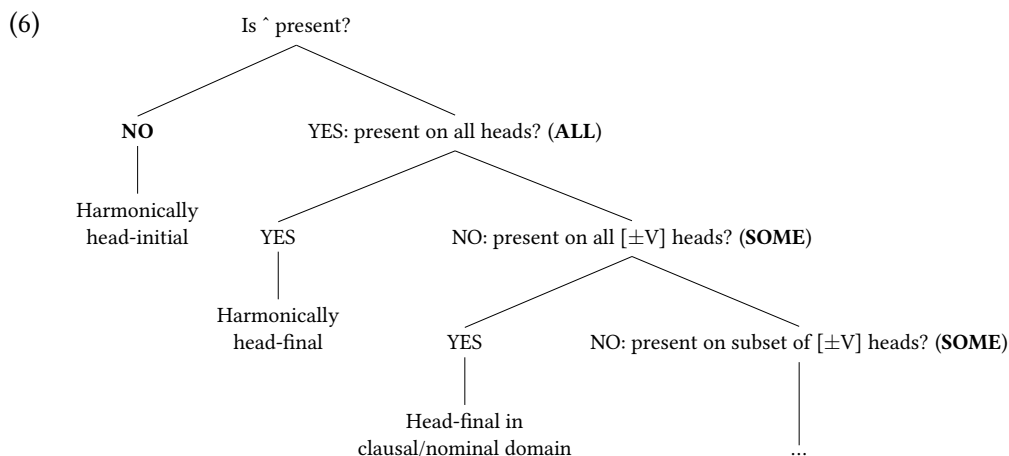 (6)
Is ^ present?
NO
YES: present on all heads? (ALL)
Harmonically
head-initial
YES
NO: present on all [±V] heads? (SOME)
Harmonically
head-final
YES
NO: present on subset of [±V] heads? (SOME)
Head-final in
clausal/nominal domain
...